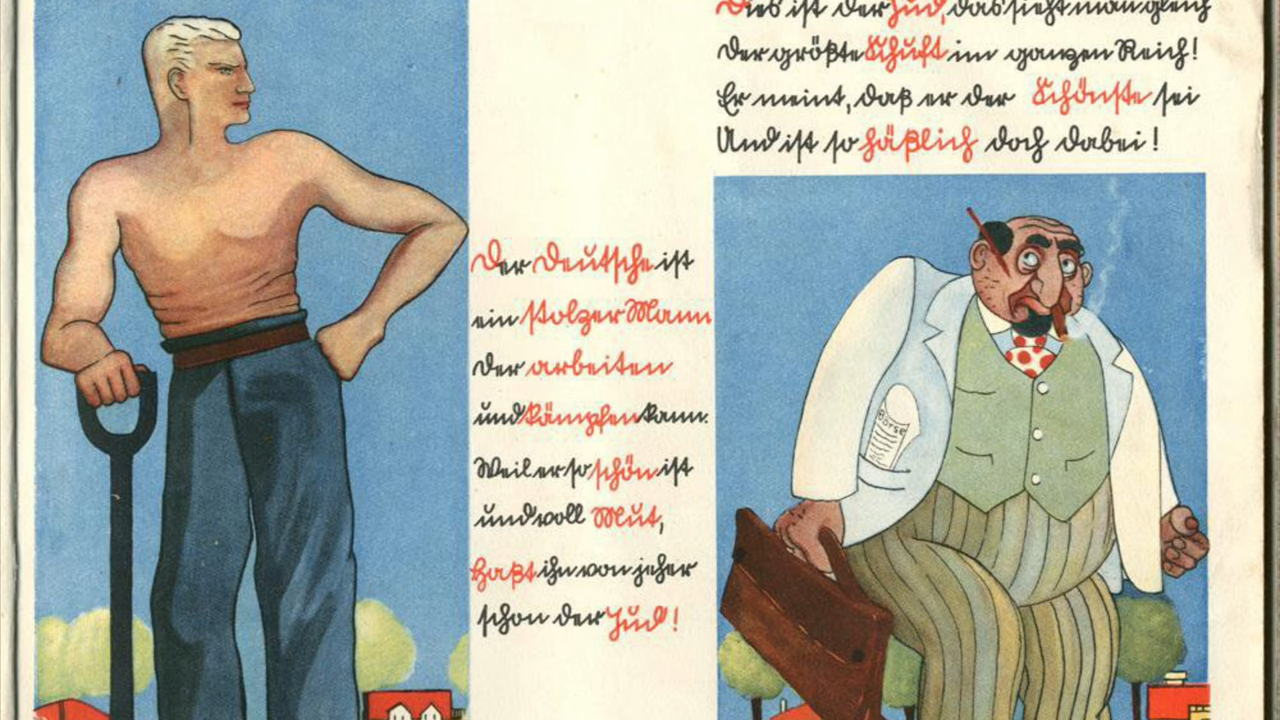 Der Deutsche ist
ein stolzer Mann
Der arbeiten
und kämpfen kann.
Weil er so schön ist
und voll Mut,
Haßt ihn von jeher
schon der Jud!
Dies ist der Jud, das sieht man gleich
Der größte Schuft im ganzen Reich!
Er meint, daß er der Schönste sei
Und ist so häßlich doch dabei!
Börse